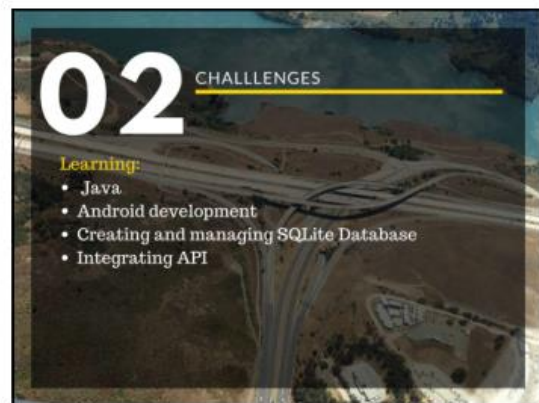 02
CHALLLENGES
Learning:
• Java
• Android development
• Creating and managing SQLite Database
• Integrating API